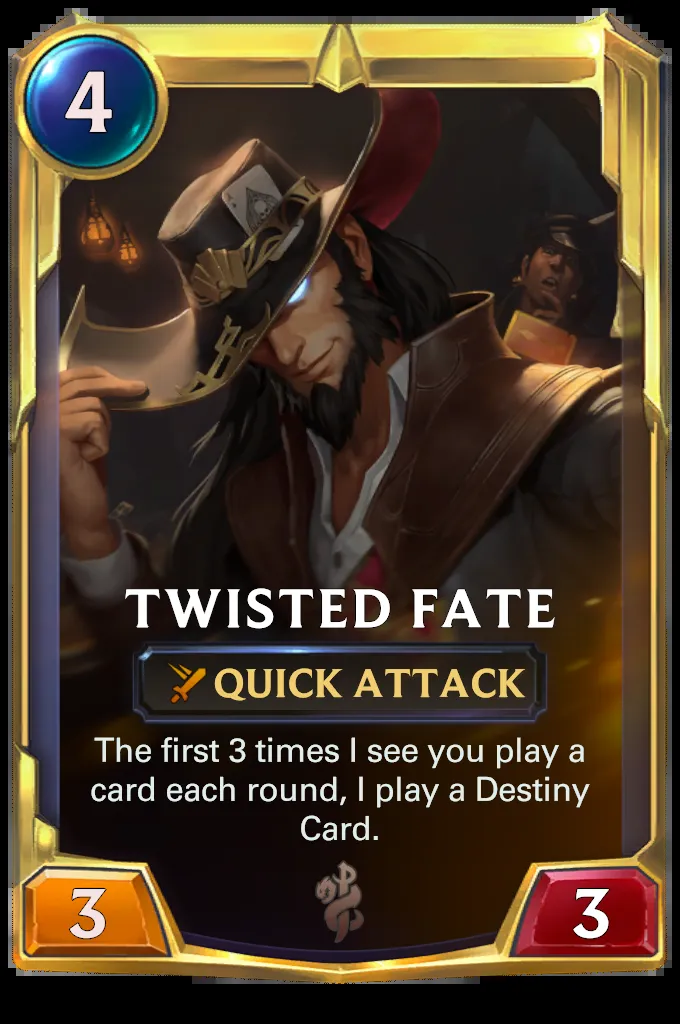 4
TWISTED FATE
QUICK ATTACK
The first 3 times I see you play a
card each round, I play a Destiny
Card.
3
3